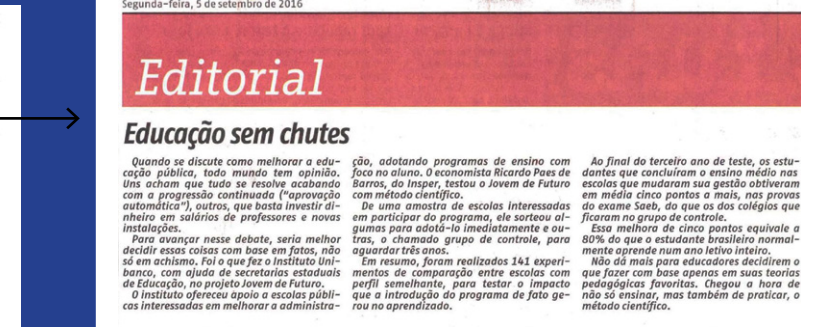 Segunda-feira, 5 de setembro de 2016
Editorial
Educação sem chutes
Quando se discute como melhorar a edu-
cação pública, todo mundo tem opinião.
Uns acham que tudo se resolve acabando
com a progressão continuada ("aprovação
automática"), outros, que basta investir di-
nheiro em salários de professores e novas
instalações.
Para avançar nesse debate, seria melhor
decidir essas coisas com base em fatos, não
só em achismo. Foi o que fez o Instituto Uni-
banco, com ajuda de secretarias estaduais
de Educação, no projeto Jovem de Futuro.
O instituto ofereceu apoio a escolas públi-
cas interessadas em melhorar a administra-
ção, adotando programas de ensino com
foco no aluno. O economista Ricardo Paes de
Barros, do Insper, testou o Jovem de Futuro
com método científico.
De uma amostra de escolas interessadas
em participar do programa, ele sorteou al-
gumas para adotá-lo imediatamente e ou-
tras, o chamado grupo de controle, para
aguardar três anos.
Em resumo, foram realizados 141 experi-
mentos de comparação entre escolas com
perfil semelhante, para testar o impacto
que a introdução do programa de fato ge-
rou no aprendizado.
Ao final do terceiro ano de teste, os estu-
dantes que concluíram o ensino médio nas
escolas que mudaram sua gestão obtiveram
em média cinco pontos a mais, nas provas
do exame Saeb, do que os dos colégios que
ficaram no grupo de controle.
Essa melhora de cinco pontos equivale a
80% do que o estudante brasileiro normal-
mente aprende num ano letivo inteiro.
Não dá mais para educadores decidirem o
que fazer com base apenas em suas teorias
pedagógicas favoritas. Chegou a hora de
não só ensinar, mas também de praticar, o
método científico.